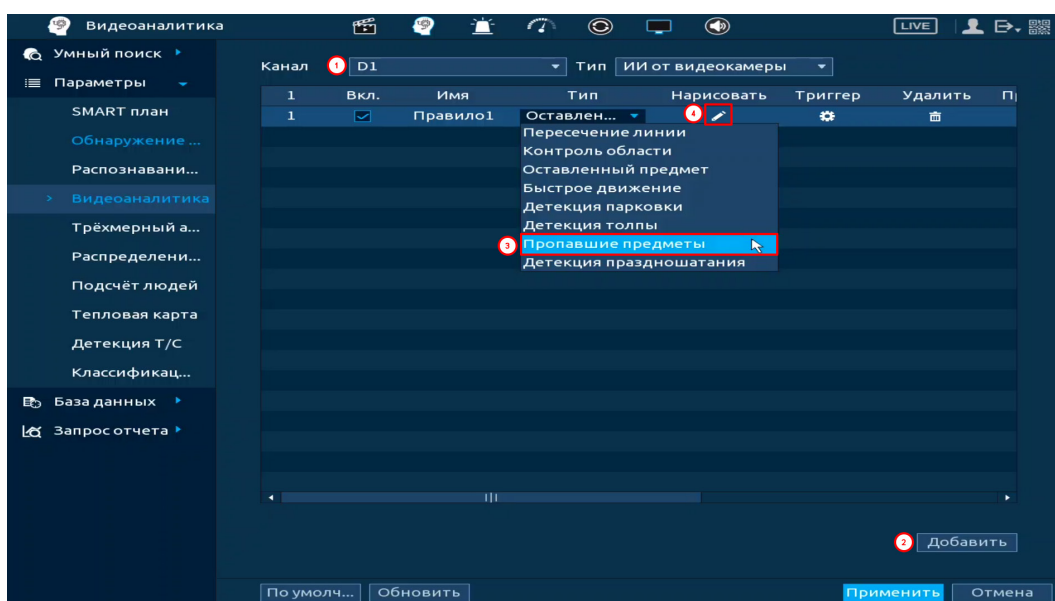 Видеоаналитика
LIVE
Умный поиск
Параметры
SMART план
Обнаружение ...
Распознавани...
Видеоаналитика
Трёхмерный а...
Распределени...
Подсчёт людей
Тепловая карта
Детекция Т/С
Классификац...
База данных
Запрос отчета
Канал 1 D1 Тип ИИ от видеокамеры
1 Вкл. Имя Тип Нарисовать Триггер Удалить П
1 Правило1 Оставлен... 4
Пересечение линии
Контроль области
Оставленный предмет
Быстрое движение
Детекция парковки
Детекция толпы
3 Пропавшие предметы
Детекция праздношатания
2 Добавить
По умолч... Обновить Применить Отмена